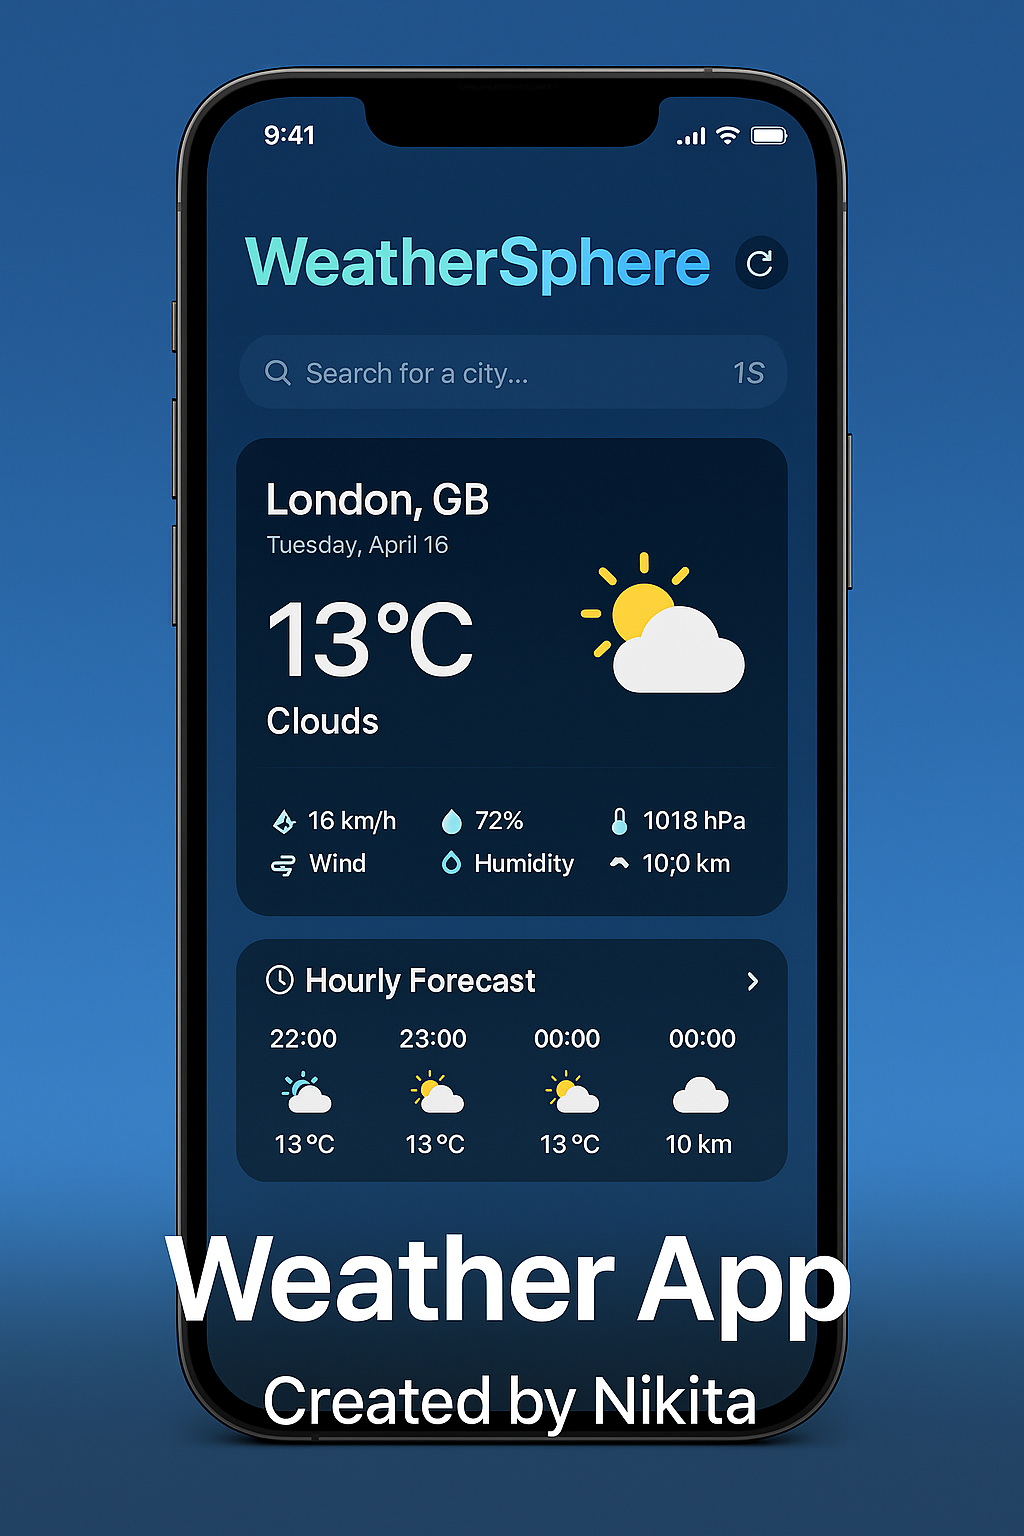 9:41
WeatherSphere
Search for a city... 1S
London, GB
Tuesday, April 16
13°C
Clouds
16 km/h 72% 1018 hPa
Wind Humidity 10;0 km
Hourly Forecast
22:00 23:00 00:00 00:00
13°C 13°C 13°C 10 km
Weather App
Created by Nikita